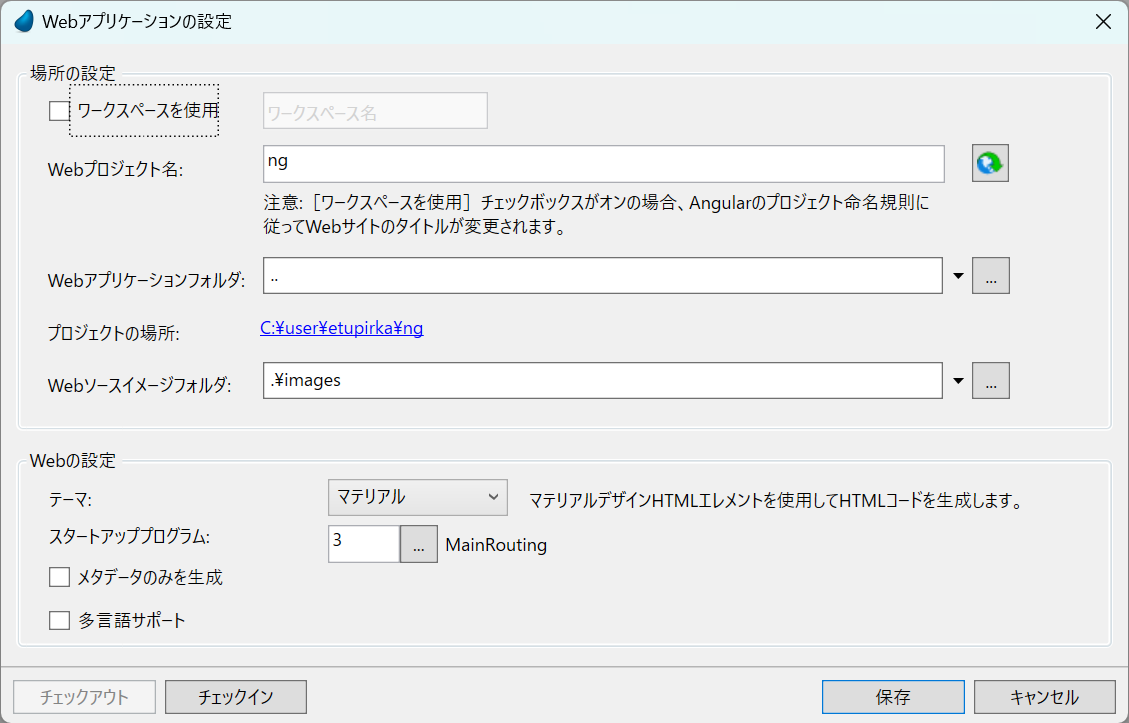 Webアプリケーションの設定
場所の設定
ワークスペースを使用
ワークスペース名
Webプロジェクト名:
ng
注意: [ワークスペースを使用] チェックボックスがオンの場合、Angularのプロジェクト命名規則に
従ってWebサイトのタイトルが変更されます。
Webアプリケーションフォルダ:
..
...
プロジェクトの場所:
C:¥user¥etupirka¥ng
Webソースイメージフォルダ:
.¥images
...
Webの設定
テーマ:
マテリアル
マテリアルデザインHTMLエレメントを使用してHTMLコードを生成します。
スタートアッププログラム:
3
...
MainRouting
メタデータのみを生成
多言語サポート
チェックアウト
チェックイン
保存
キャンセル